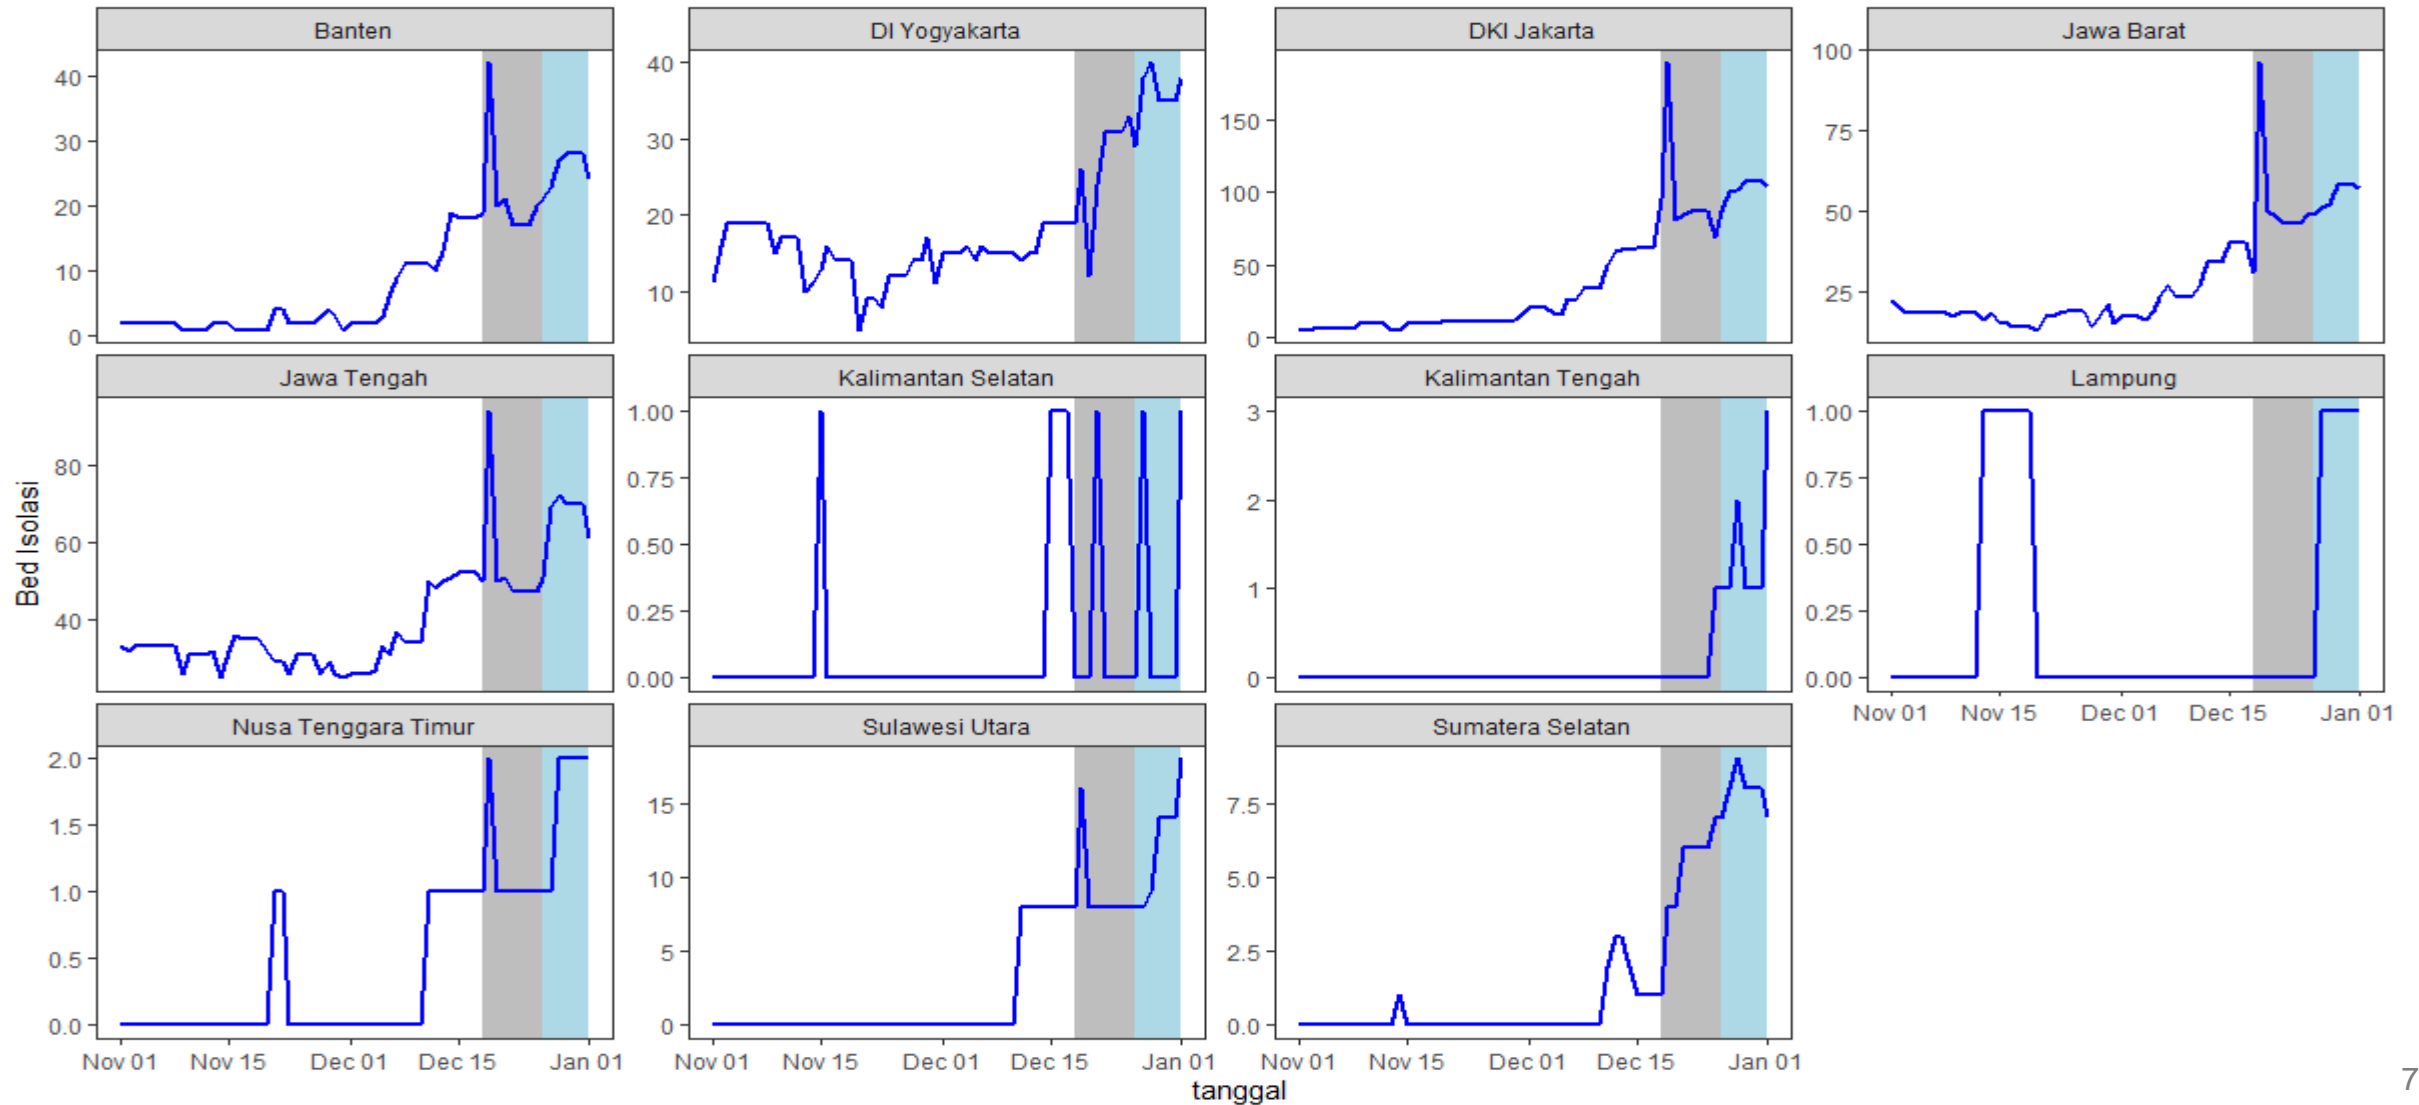 Banten
DI Yogyakarta
DKI Jakarta
Jawa Barat
40
30
20
10
0
40
30
20
10
150
100
50
0
100
75
50
25
Jawa Tengah
Kalimantan Selatan
Kalimantan Tengah
Lampung
80
60
40
1.00
0.75
0.50
0.25
0.00
3
2
1
0
1.00
0.75
0.50
0.25
0.00
Nov 01 Nov 15 Dec 01 Dec 15 Jan 01
Bed Isolasi
Nusa Tenggara Timur
Sulawesi Utara
Sumatera Selatan
2.0
1.5
1.0
0.5
0.0
15
10
5
0
7.5
5.0
2.5
0.0
Nov 01 Nov 15 Dec 01 Dec 15 Jan 01
Nov 01 Nov 15 Dec 01 Dec 15 Jan 01
Nov 01 Nov 15 Dec 01 Dec 15 Jan 01
tanggal
7